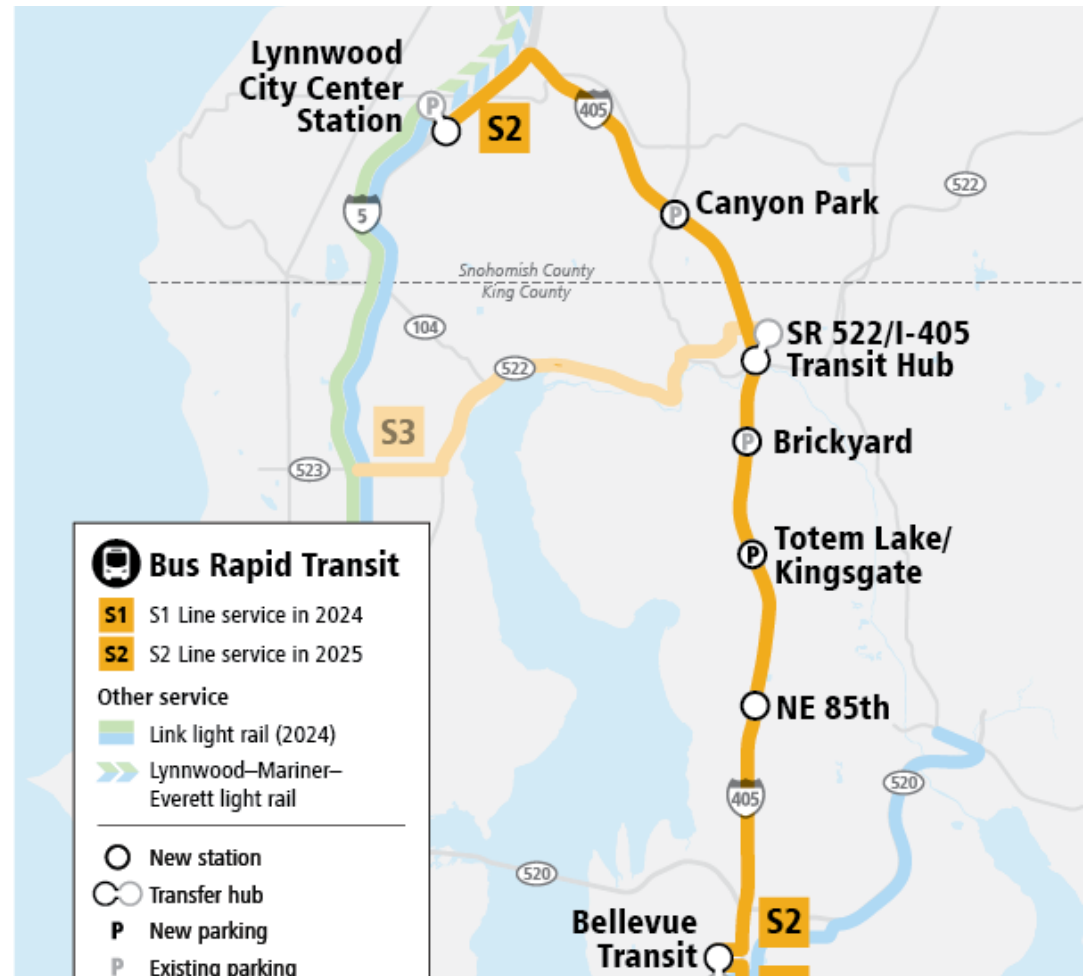 Lynnwood
City Center
Station
P
S2
405
522
P
Canyon Park
5
Snohomish County
King County
104
SR 522/I-405
Transit Hub
522
S3
P
Brickyard
523
Bus Rapid Transit
S1 S1 Line service in 2024
S2 S2 Line service in 2025
Other service
Link light rail (2024)
Lynnwood–Mariner–
Everett light rail
New station
Transfer hub
P New parking
P Existing parking
P
Totem Lake/
Kingsgate
NE 85th
405
520
520
S2
Bellevue
Transit